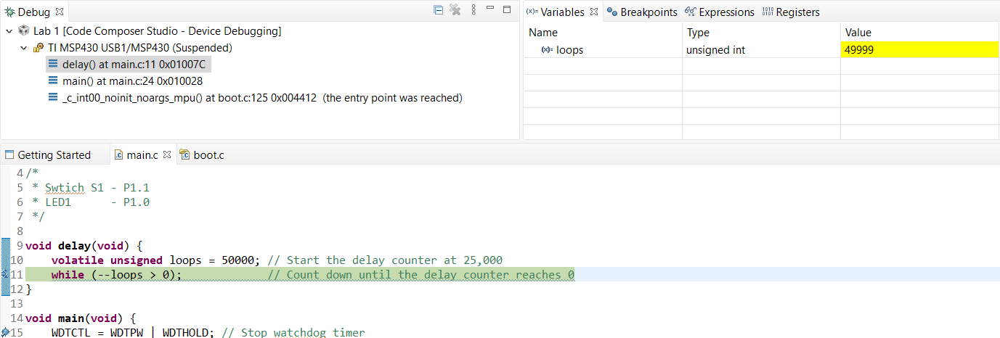 Debug
Lab 1 [Code Composer Studio - Device Debugging]
TI MSP430 USB1/MSP430 (Suspended)
delay() at main.c:11 0x01007C
main() at main.c:24 0x010028
_c_int00_noinit_noargs_mpu() at boot.c:125 0x004412 (the entry point was reached)
(x)= Variables Breakpoints Expressions 1010 0101 Registers
Name Type Value
(x)= loops unsigned int 49999
Getting Started main.c boot.c
4 /*
5 * Swtich S1 - P1.1
6 * LED1 - P1.0
7 */
8
9 void delay(void) {
10 volatile unsigned loops = 50000; // Start the delay counter at 25,000
11 while (--loops > 0); // Count down until the delay counter reaches 0
12 }
13
14 void main(void) {
15 WDTCTL = WDTPW | WDTHOLD; // Stop watchdog timer